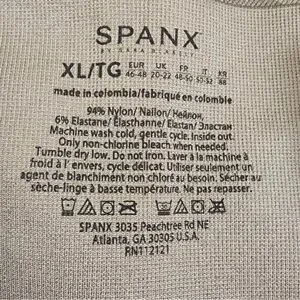 SPANX
BY SARA BLAKELY
XL/TG EUR UK FR I KR
46-48 20-22 48-50 50-52 88
made in colombia/fabriqué en colombie
94% Nylon/ Nailon/ Нейлон,
6% Elastane/ Elasthanne/ Elastan/ Эластан
Machine wash cold, gentle cycle. Inside out.
Only non-chlorine bleach when needed.
Tumble dry low. Do not iron. Laver à la machine à
froid à l' envers, cycle délicat. Utiliser seulement un
agent de blanchiment non chloré au besoin. Sécher au
sèche-linge à basse température. Ne pas repasser.
SPANX 3035 Peachtree Rd NE
Atlanta, GA 30305 U.S.A.
RN112121